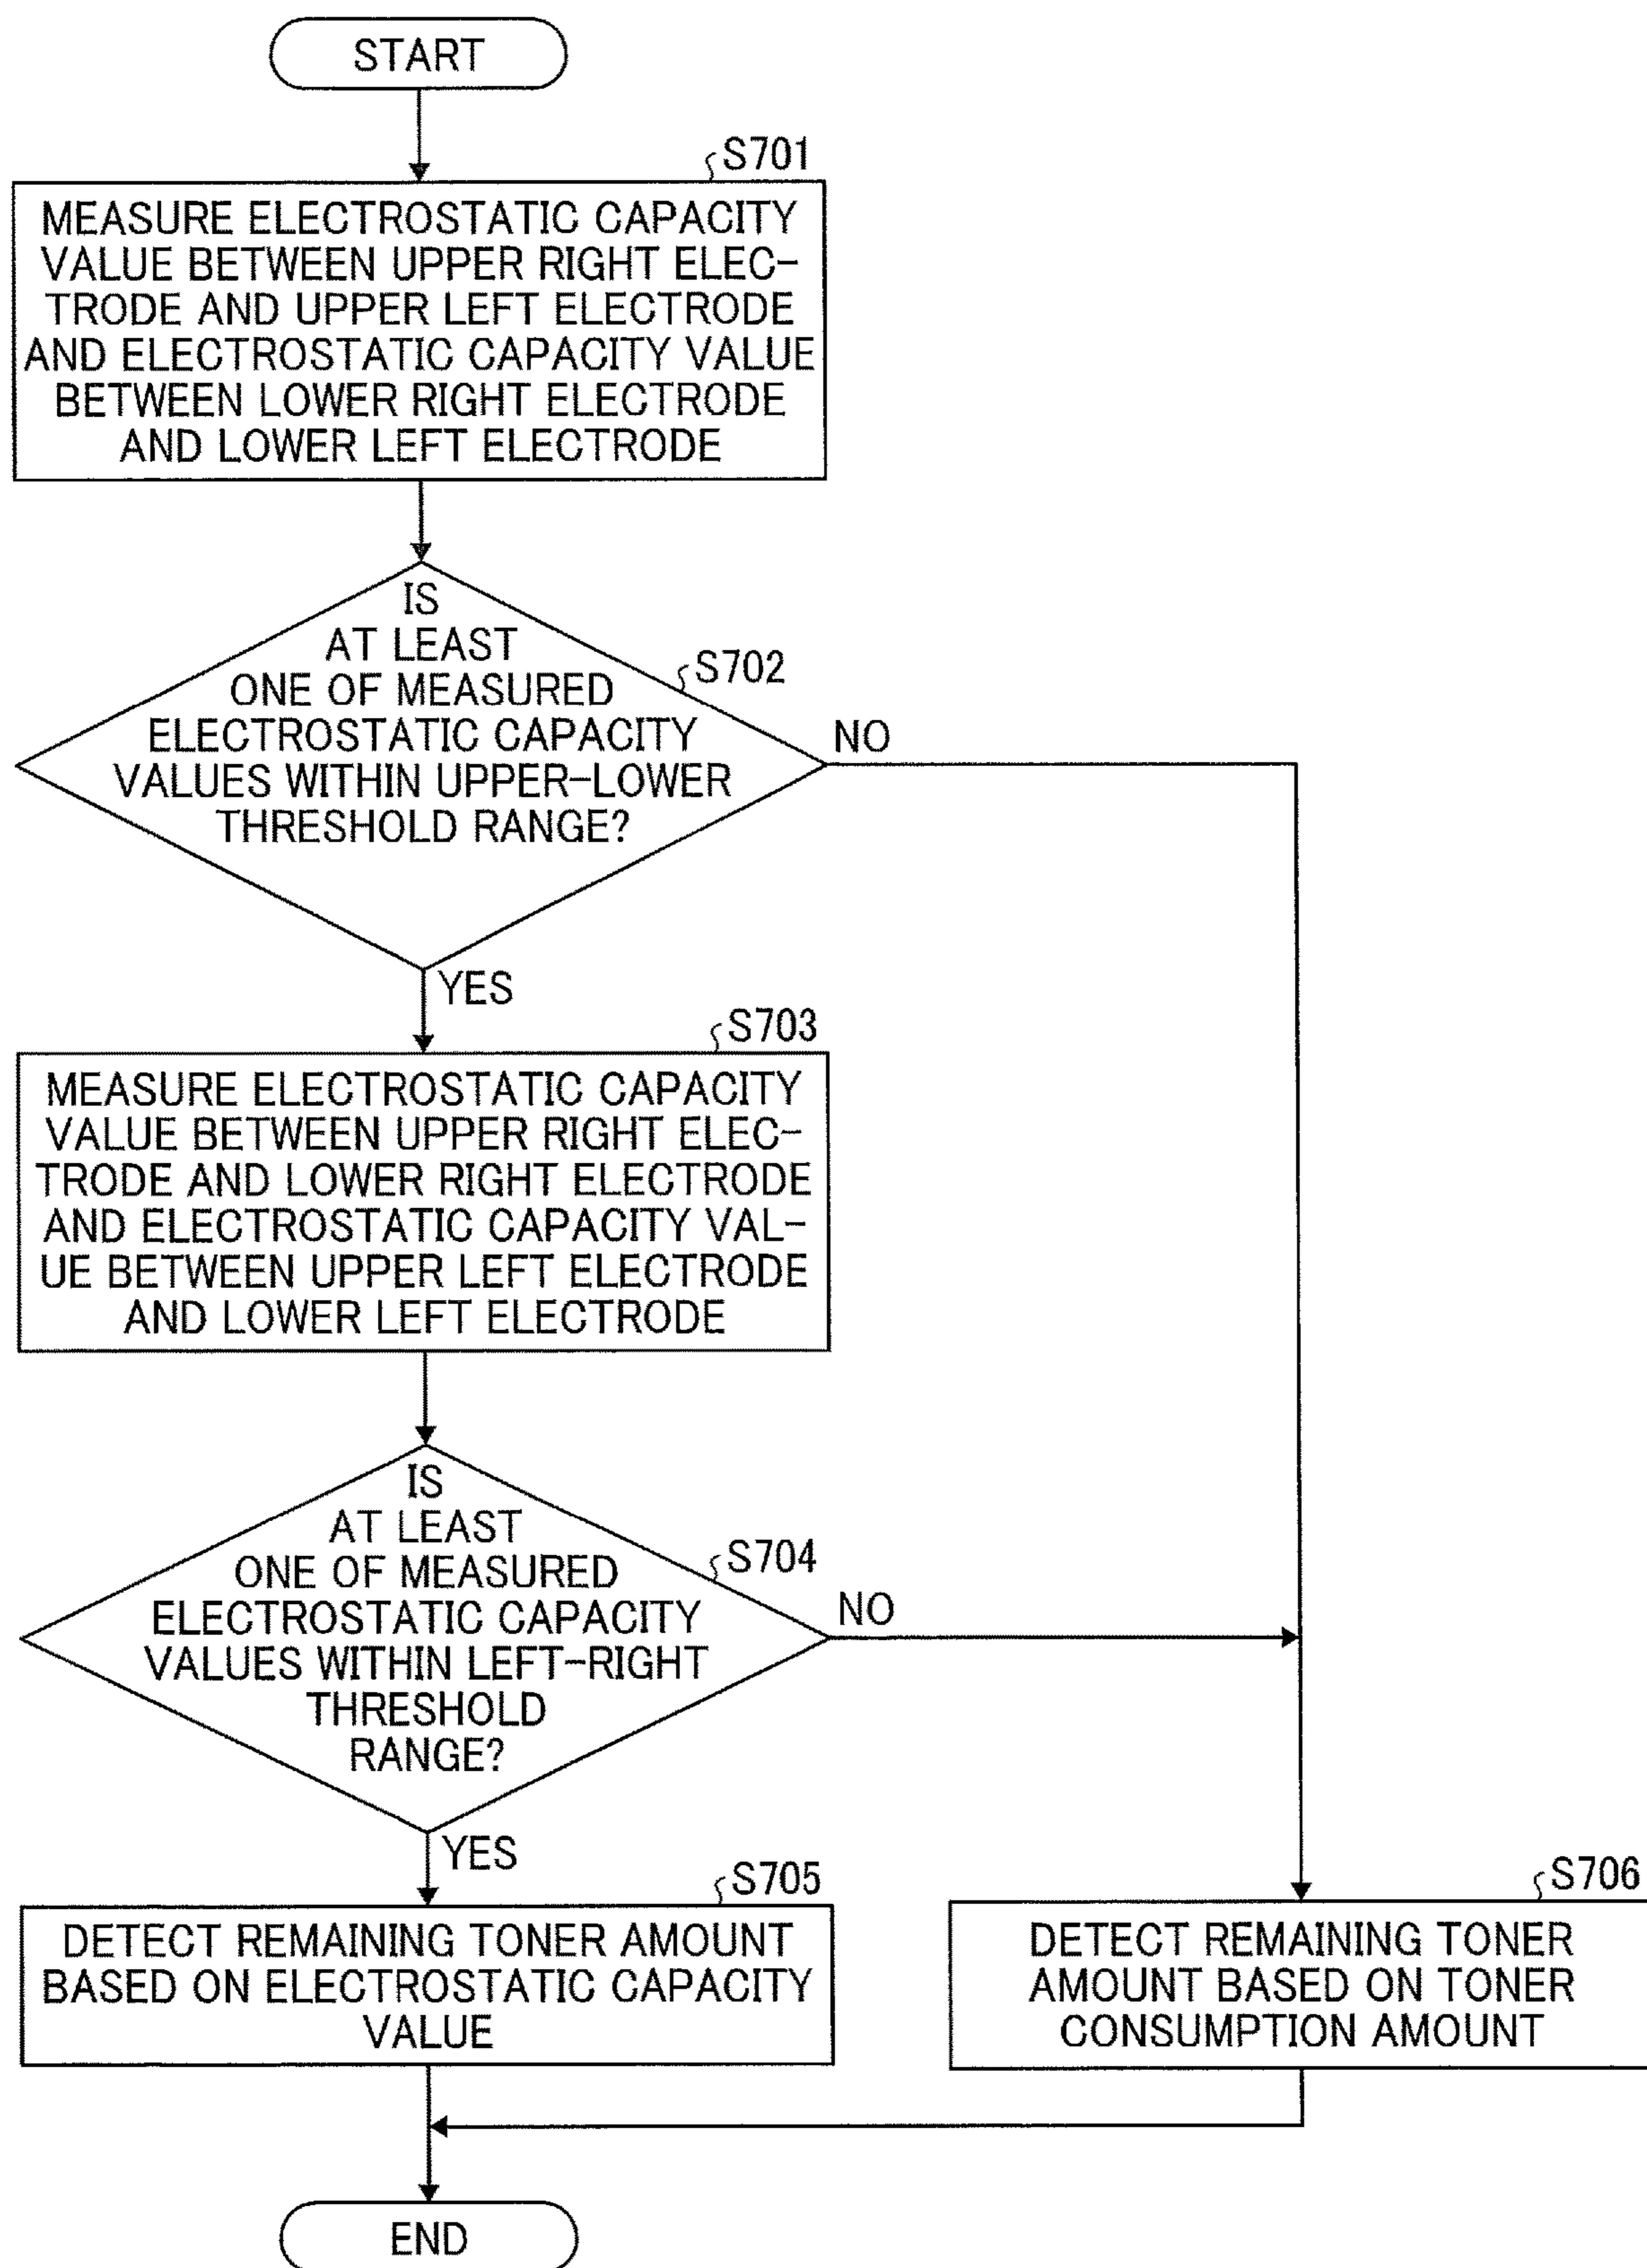 START
S701
MEASURE ELECTROSTATIC CAPACITY
VALUE BETWEEN UPPER RIGHT ELEC-
TRODE AND UPPER LEFT ELECTRODE
AND ELECTROSTATIC CAPACITY VALUE
BETWEEN LOWER RIGHT ELECTRODE
AND LOWER LEFT ELECTRODE
S702
IS
AT LEAST
ONE OF MEASURED
ELECTROSTATIC CAPACITY
VALUES WITHIN UPPER-LOWER
THRESHOLD RANGE?
NO
YES
S703
MEASURE ELECTROSTATIC CAPACITY
VALUE BETWEEN UPPER RIGHT ELEC-
TRODE AND LOWER RIGHT ELECTRODE
AND ELECTROSTATIC CAPACITY VAL-
UE BETWEEN UPPER LEFT ELECTRODE
AND LOWER LEFT ELECTRODE
S704
IS
AT LEAST
ONE OF MEASURED
ELECTROSTATIC CAPACITY
VALUES WITHIN LEFT-RIGHT
THRESHOLD
RANGE?
NO
YES
S705
DETECT REMAINING TONER AMOUNT
BASED ON ELECTROSTATIC CAPACITY
VALUE
S706
DETECT REMAINING TONER
AMOUNT BASED ON TONER
CONSUMPTION AMOUNT
END